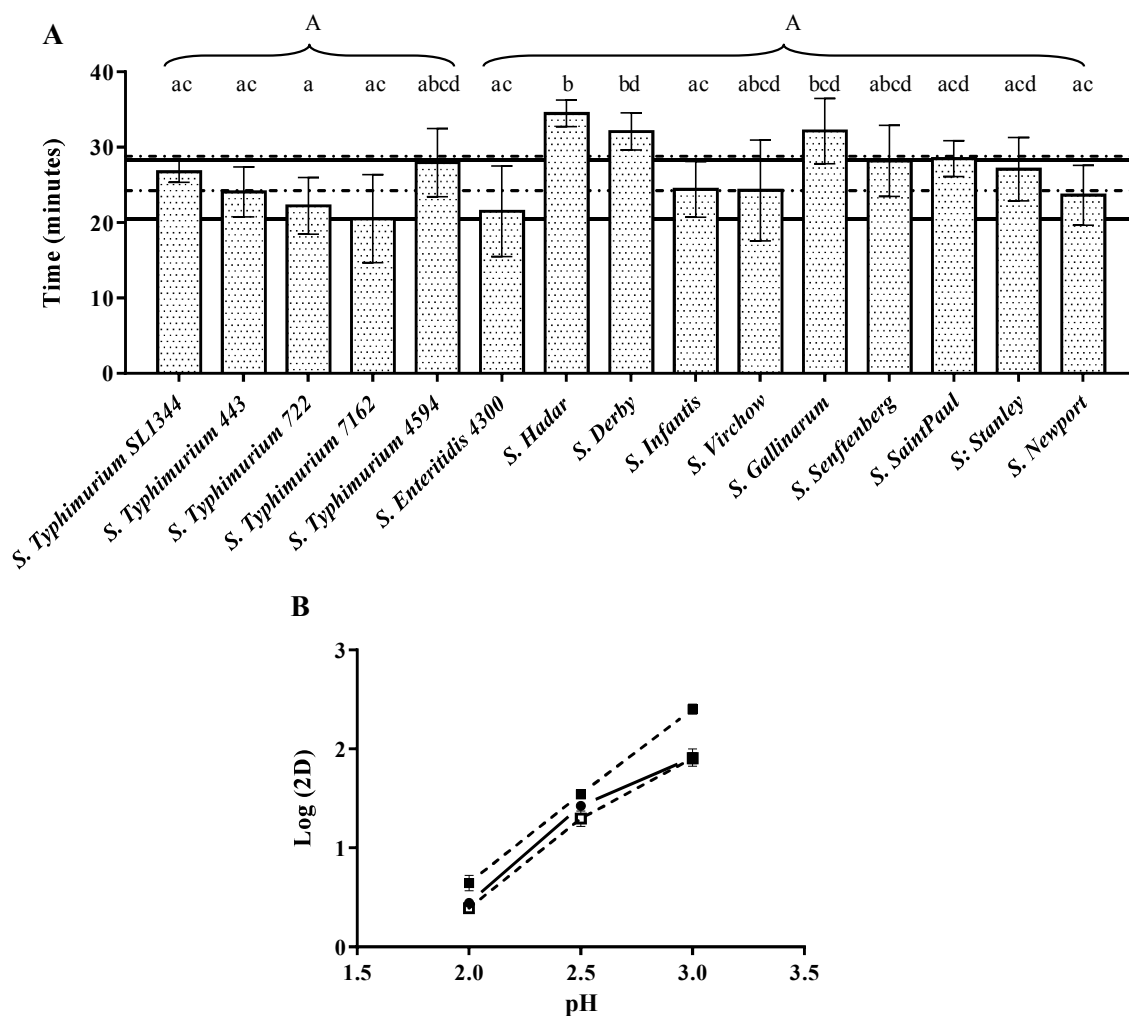 A
A A
ac ac a ac abcd ac b bd ac abcd bcd abcd acd acd ac
40
30
20
10
0
Time (minutes)
S. Typhimurium SL1344
S. Typhimurium 443
S. Typhimurium 722
S. Typhimurium 7162
S. Typhimurium 4594
S. Enteritidis 4300
S. Hadar
S. Derby
S. Infantis
S. Virchow
S. Gallinarum
S. Senftenberg
S. SaintPaul
S: Stanley
S. Newport
B
3
2
1
0
Log (2D)
1.5 2.0 2.5 3.0 3.5
pH